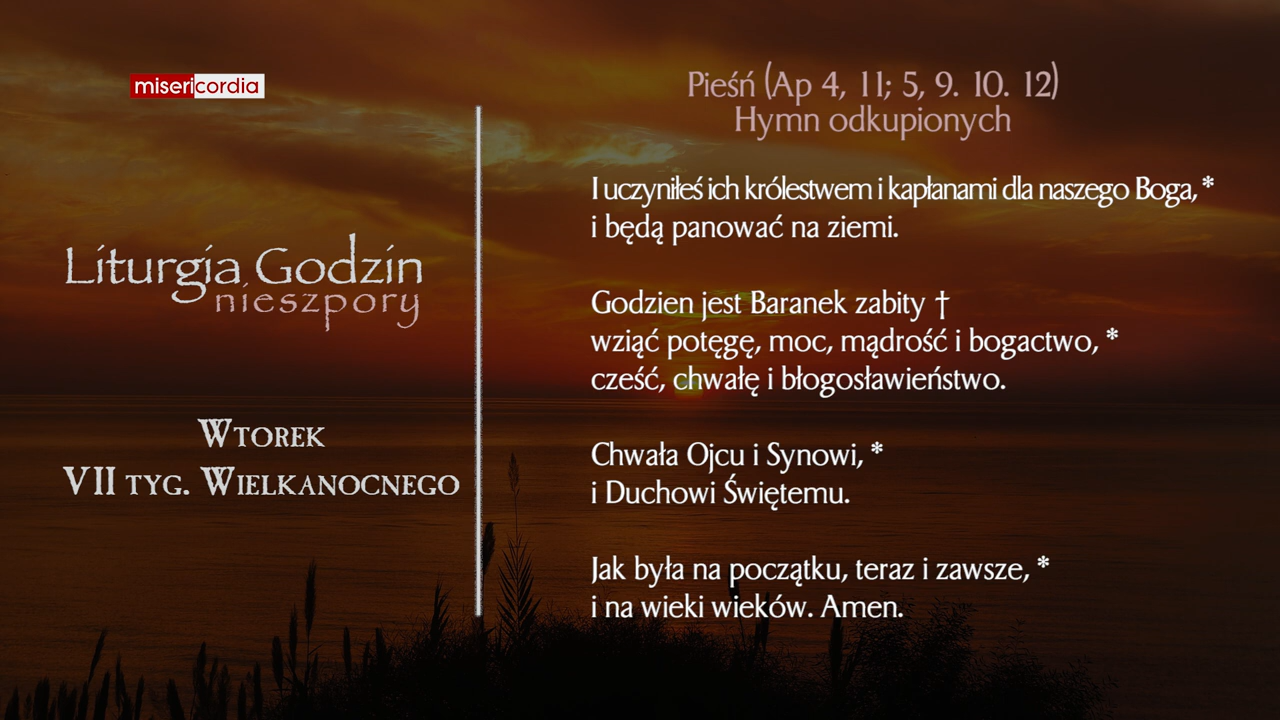 misericordia
Liturgia Godzin
nieszpory
Wtorek
VII tyg. Wielkanocnego
Pieśń (Ap 4, 11; 5, 9. 10. 12)
Hymn odkupionych
I uczyniłeś ich królestwem i kapłanami dla naszego Boga, *
i będą panować na ziemi.
Godzien jest Baranek zabity †
wziąć potęgę, moc, mądrość i bogactwo, *
cześć, chwałę i błogosławieństwo.
Chwała Ojcu i Synowi, *
i Duchowi Świętemu.
Jak była na początku, teraz i zawsze, *
i na wieki wieków. Amen.